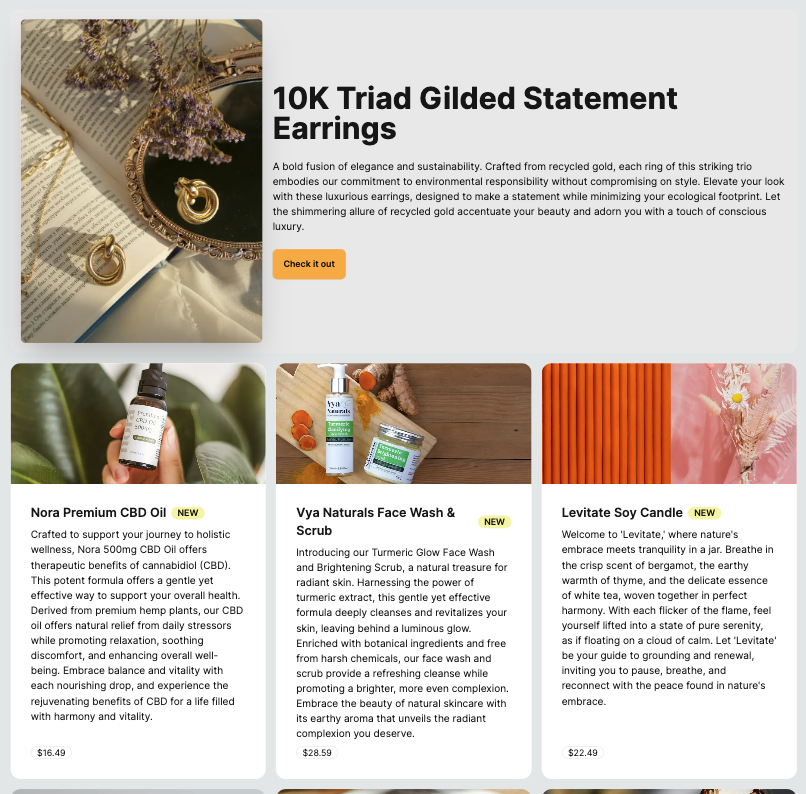 10K Triad Gilded Statement
Earrings
A bold fusion of elegance and sustainability. Crafted from recycled gold, each ring of this striking trio
embodies our commitment to environmental responsibility without compromising on style. Elevate your look
with these luxurious earrings, designed to make a statement while minimizing your ecological footprint. Let
the shimmering allure of recycled gold accentuate your beauty and adorn you with a touch of conscious
luxury.
Check it out
Nora Premium CBD Oil NEW
Crafted to support your journey to holistic
wellness, Nora 500mg CBD Oil offers
therapeutic benefits of cannabidiol (CBD).
This potent formula offers a gentle yet
effective way to support your overall health.
Derived from premium hemp plants, our CBD
oil offers natural relief from daily stressors
while promoting relaxation, soothing
discomfort, and enhancing overall well-
being. Embrace balance and vitality with
each nourishing drop, and experience the
rejuvenating benefits of CBD for a life filled
with harmony and vitality.
$16.49
Vya
Naturals
Turmeric
Clarifying
Turmeric
Brightening
Vya Naturals Face Wash &
Scrub
NEW
Introducing our Turmeric Glow Face Wash
and Brightening Scrub, a natural treasure for
radiant skin. Harnessing the power of
turmeric extract, this gentle yet effective
formula deeply cleanses and revitalizes your
skin, leaving behind a luminous glow.
Enriched with botanical ingredients and free
from harsh chemicals, our face wash and
scrub provide a refreshing cleanse while
promoting a brighter, more even complexion.
Embrace the beauty of natural skincare with
its earthy aroma that unveils the radiant
complexion you deserve.
$28.59
Levitate Soy Candle NEW
Welcome to 'Levitate,' where nature's
embrace meets tranquility in a jar. Breathe in
the crisp scent of bergamot, the earthy
warmth of thyme, and the delicate essence
of white tea, woven together in perfect
harmony. With each flicker of the flame, feel
yourself lifted into a state of pure serenity,
as if floating on a cloud of calm. Let 'Levitate'
be your guide to grounding and renewal,
inviting you to pause, breathe, and
reconnect with the peace found in nature's
embrace.
$22.49